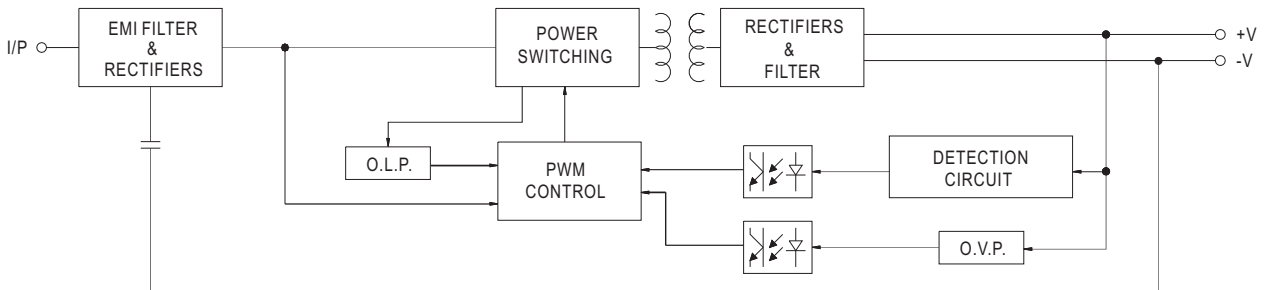 I/P
EMI FILTER
&
RECTIFIERS
POWER
SWITCHING
RECTIFIERS
&
FILTER
+V
-V
O.L.P.
PWM
CONTROL
DETECTION
CIRCUIT
O.V.P.